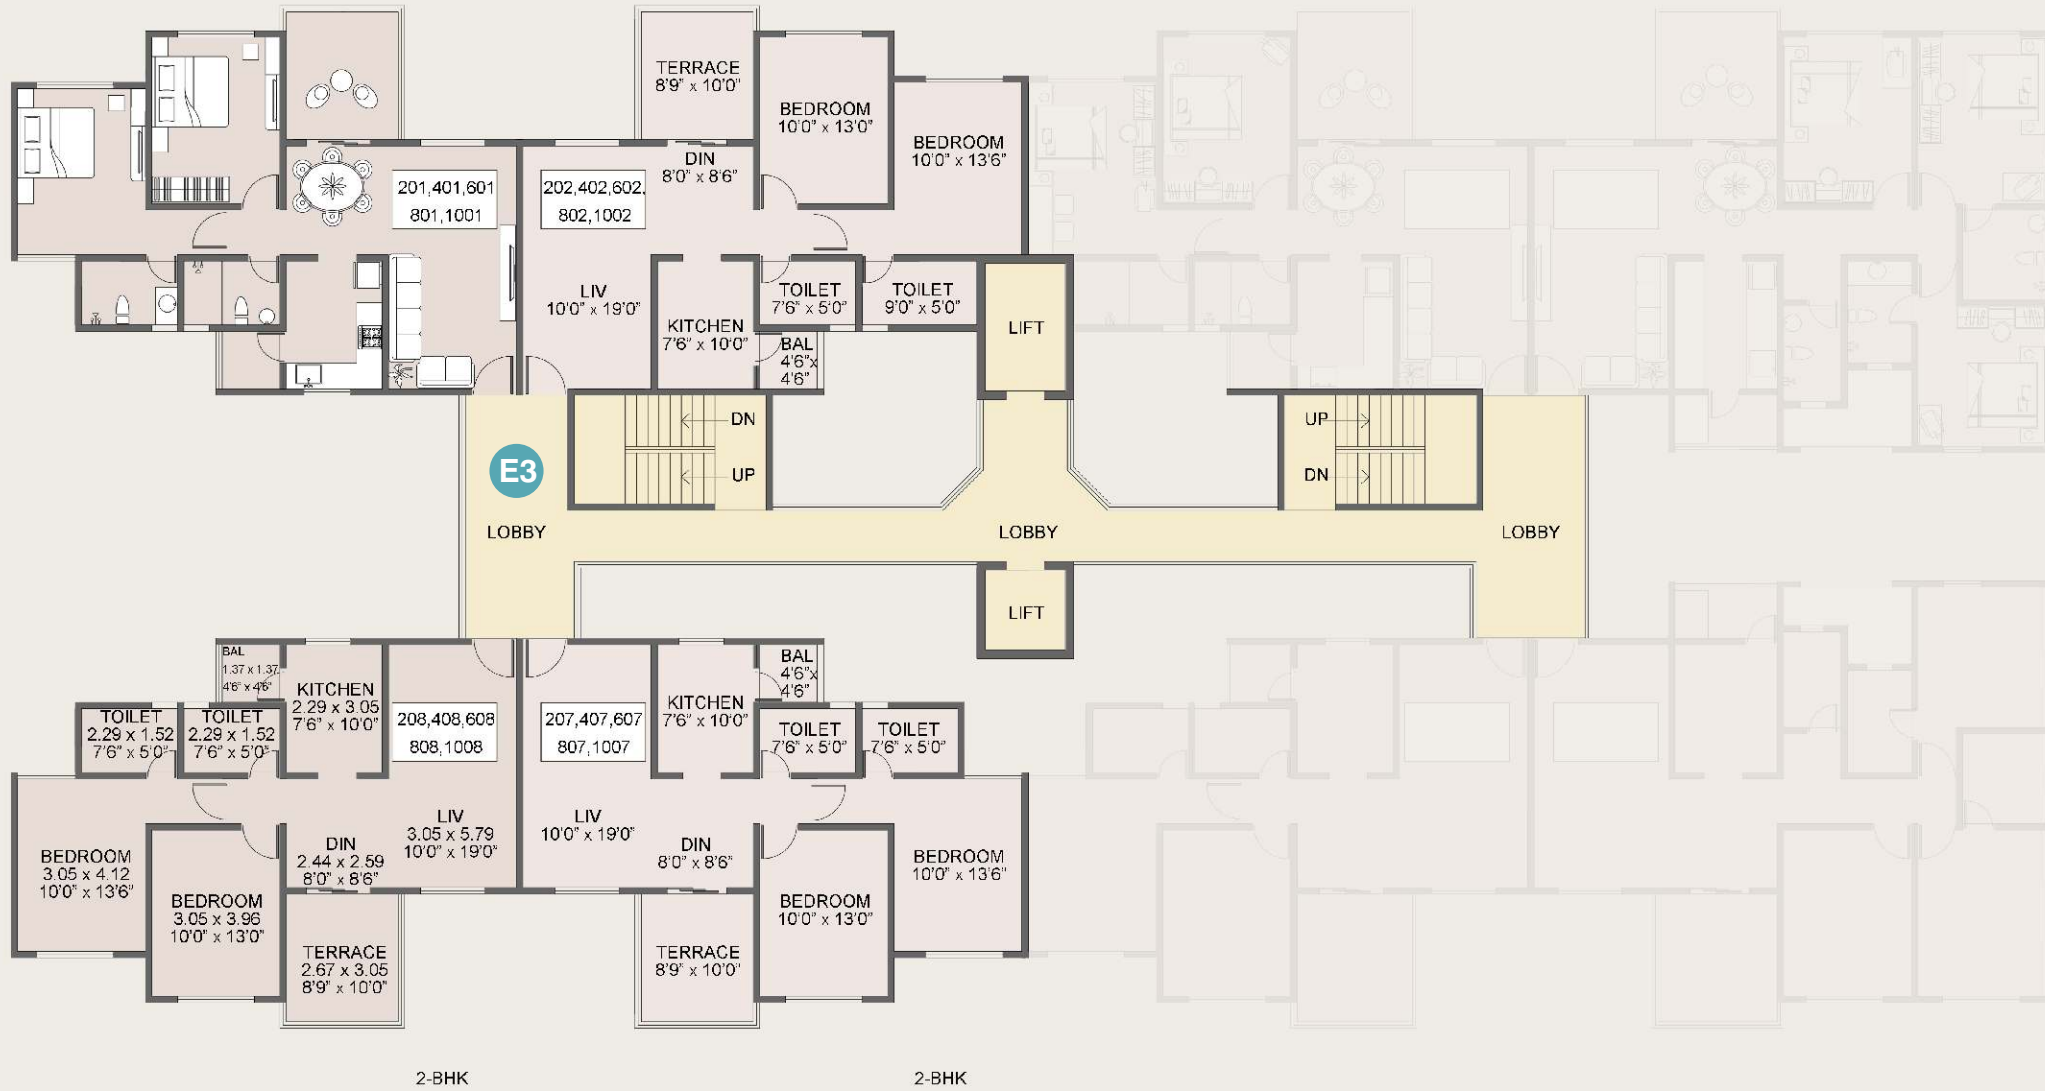 TERRACE
8'9" x 10'0"
BEDROOM
10'0" x 13'0"
BEDROOM
10'0" x 13'6"
DIN
8'0" x 8'6"
201,401,601
801,1001
202,402,602,
802,1002
LIV
10'0" x 19'0"
KITCHEN
7'6" x 10'0"
TOILET
7'6" x 5'0"
TOILET
9'0" x 5'0"
BAL
4'6"x
4'6"
LIFT
DN
UP
UP
DN
E3
LOBBY
LOBBY
LOBBY
LIFT
BAL
1.37 x 1.37
4'6" x 4'6"
KITCHEN
2.29 x 3.05
7'6" x 10'0"
TOILET
2.29 x 1.52
7'6" x 5'0"
TOILET
2.29 x 1.52
7'6" x 5'0"
208,408,608
808,1008
207,407,607
807,1007
KITCHEN
7'6" x 10'0"
BAL
4'6"x
4'6"
TOILET
7'6" x 5'0"
TOILET
7'6" x 5'0"
LIV
3.05 x 5.79
10'0" x 19'0"
LIV
10'0" x 19'0"
DIN
2.44 x 2.59
8'0" x 8'6"
DIN
8'0" x 8'6"
BEDROOM
3.05 x 4.12
10'0" x 13'6"
BEDROOM
3.05 x 3.96
10'0" x 13'0"
BEDROOM
10'0" x 13'0"
BEDROOM
10'0" x 13'6"
TERRACE
2.67 x 3.05
8'9" x 10'0"
TERRACE
8'9" x 10'0"
2-BHK
2-BHK